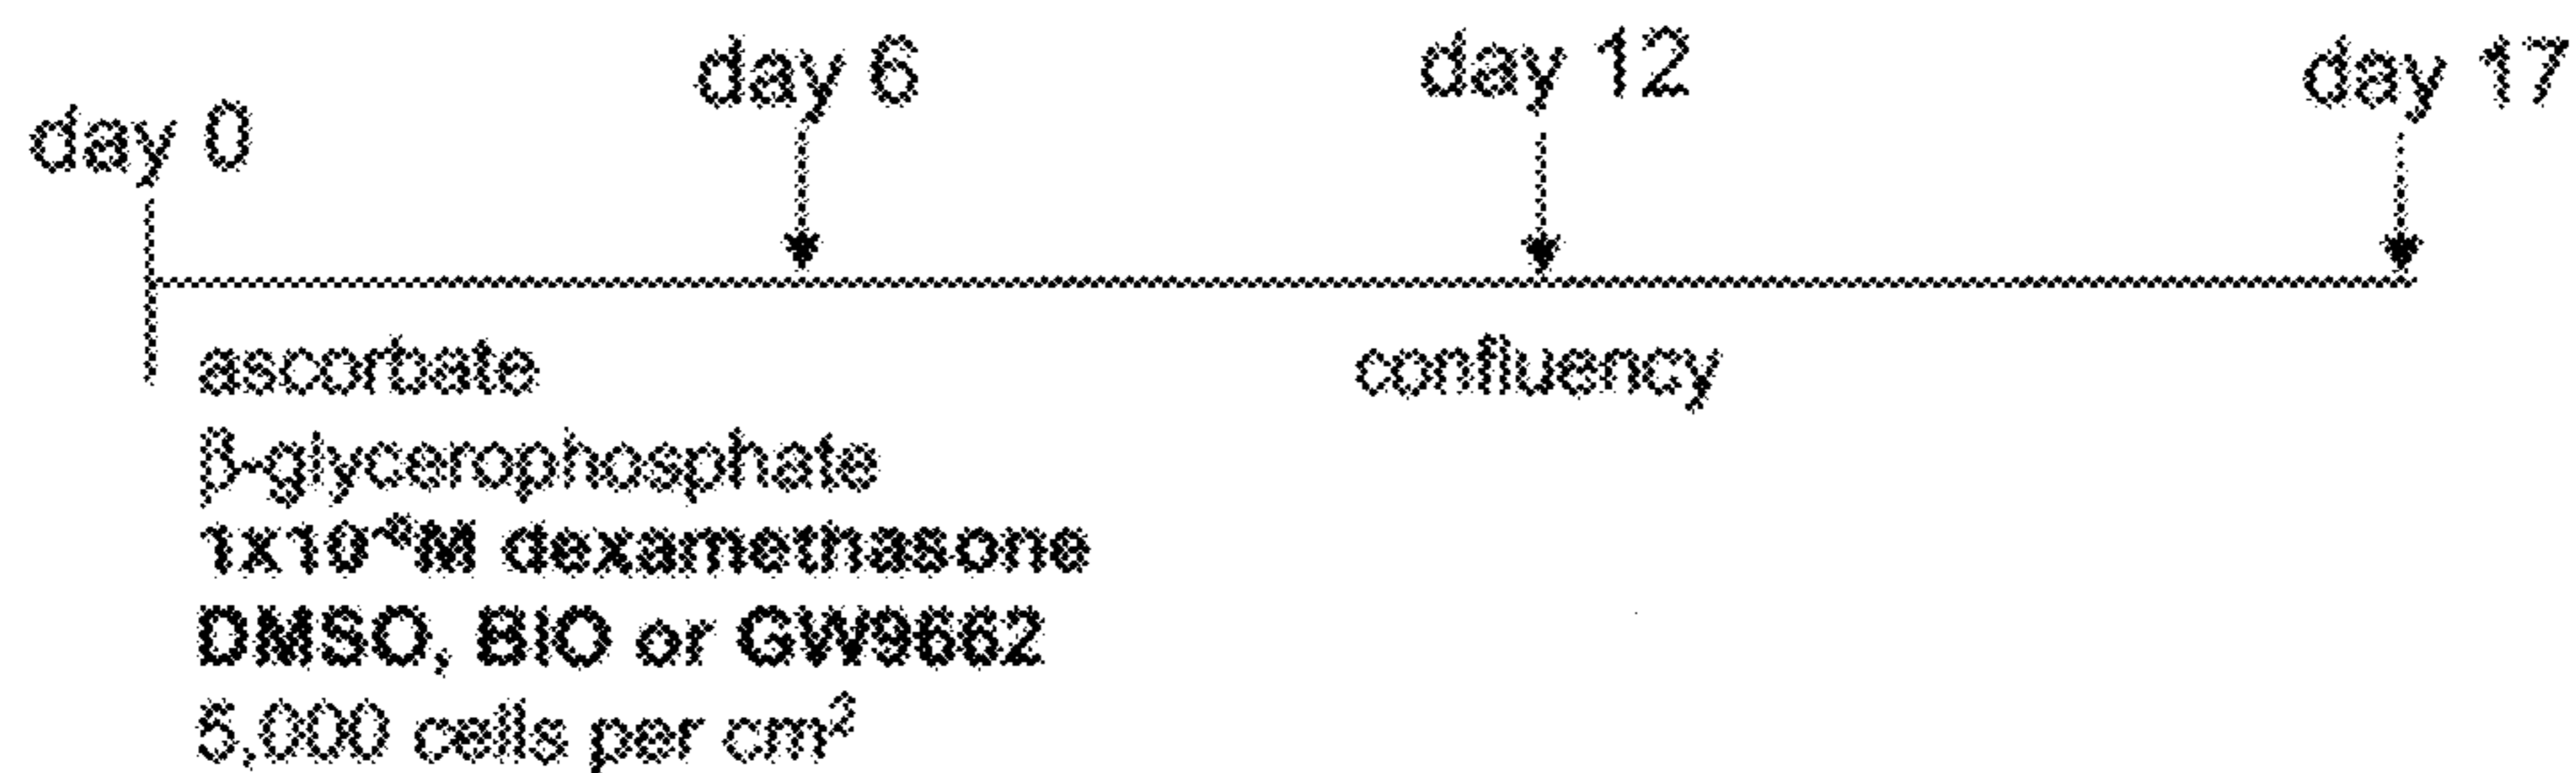 day 0 day 6 day 12 day 17
ascorbate confluency
β-glycerophosphate
1x10⁻⁸M dexamethasone
DMSO, BIO or GW9662
5,000 cells per cm²